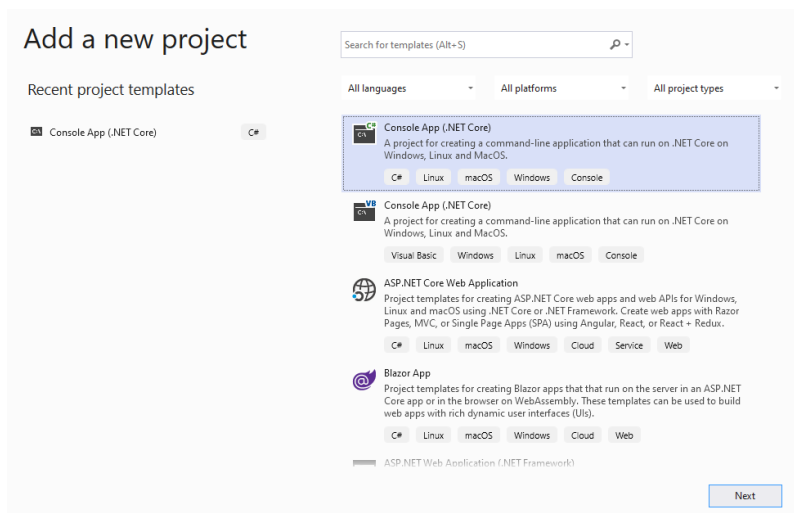 Add a new project
Search for templates (Alt+S)
Recent project templates
All languages
All platforms
All project types
Console App (.NET Core)
C#
C#
Console App (.NET Core)
A project for creating a command-line application that can run on .NET Core on
Windows, Linux and MacOS.
C# Linux macOS Windows Console
VB
Console App (.NET Core)
A project for creating a command-line application that can run on .NET Core on
Windows, Linux and MacOS.
Visual Basic Windows Linux macOS Console
ASP.NET Core Web Application
Project templates for creating ASP.NET Core web apps and web APIs for Windows,
Linux and macOS using .NET Core or .NET Framework. Create web apps with Razor
Pages, MVC, or Single Page Apps (SPA) using Angular, React, or React + Redux.
C# Linux macOS Windows Cloud Service Web
Blazor App
Project templates for creating Blazor apps that that run on the server in an ASP.NET
Core app or in the browser on WebAssembly. These templates can be used to build
web apps with rich dynamic user interfaces (UIs).
C# Linux macOS Windows Cloud Web
ASP.NET Web Application (.NET Framework)
Next